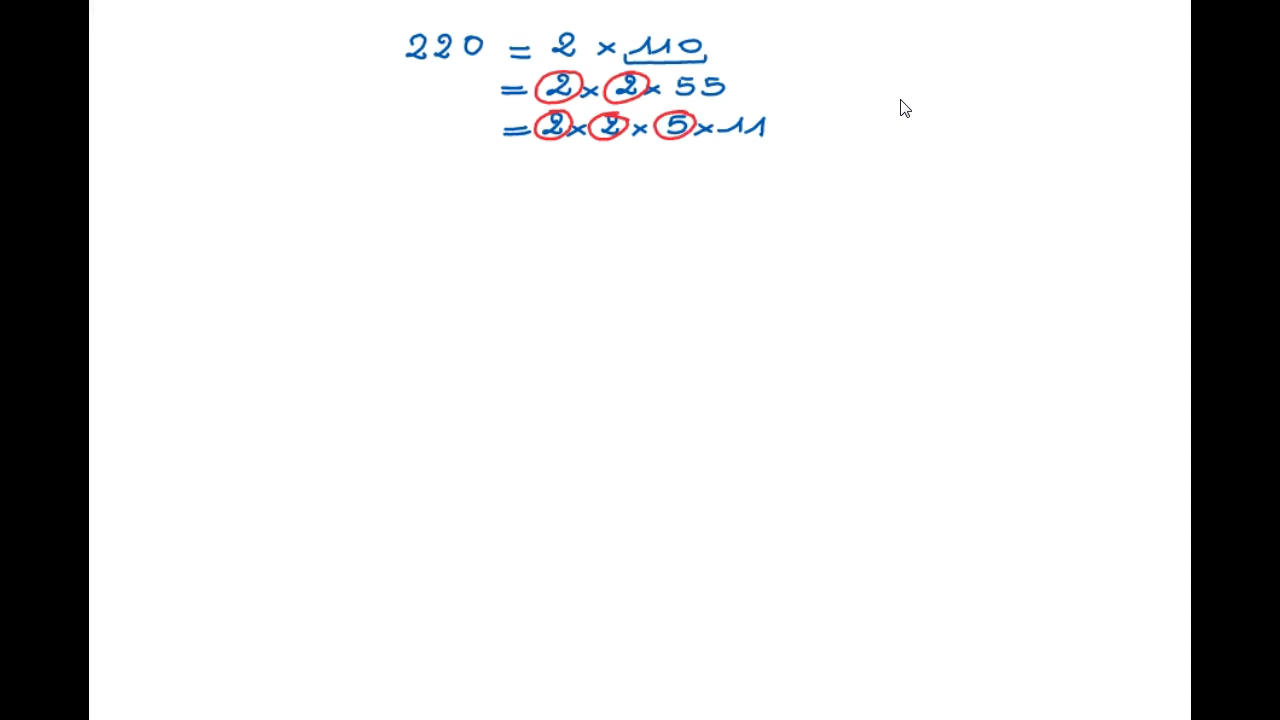 220 = 2 × 110
= 2 × 2 × 55
= 2 × 2 × 5 × 11